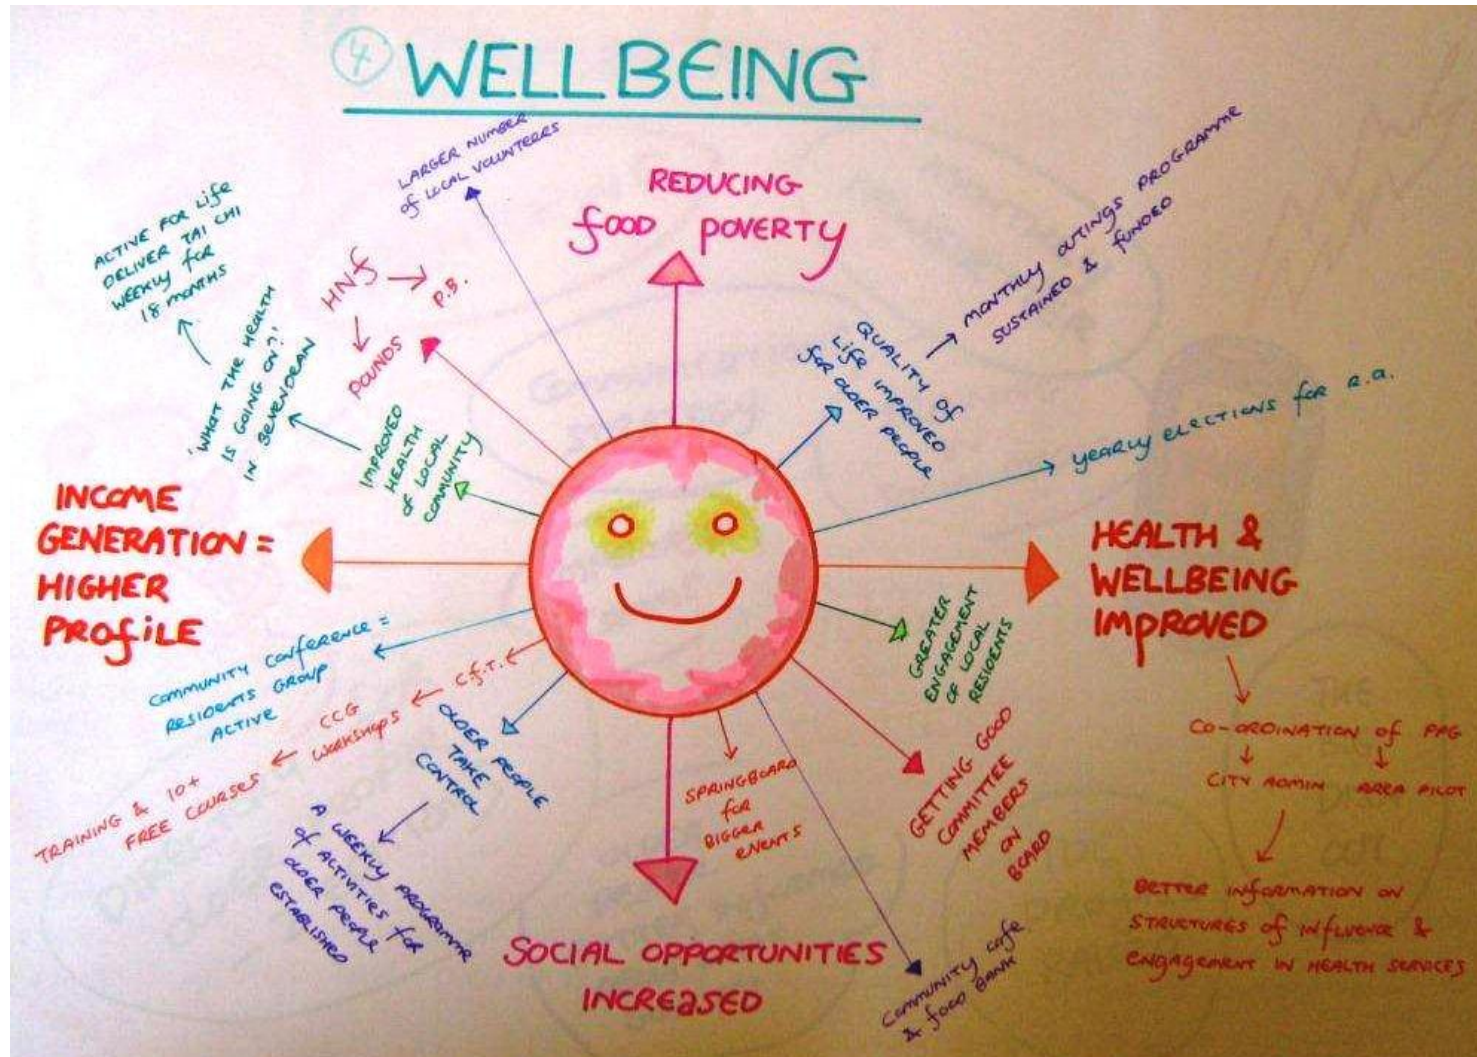 4 WELLBEING
LARGER NUMBER
of LOCAL VOLUNTEERS
REDUCING
fOOD POVERTY
MONTHLY OUTINGS PROGRAMME
SUSTAINED & fUNDED
QUALITY Of
LIfE IMPROVED
fOR OLDER PEOPLE
YEARLY ELECTIONS fOR R.A.
ACTIVE FOR Life
DELIVER TAI CHI
WEEKLY for
18 MONTHS
HNf → P.B.
POUNDS
'WHAT THE HEALTH
IS GOING ON?!'
IN BEVENDEAN
IMPROVED
HEALTH
of LOCAL
COMMUNITY
INCOME
GENERATION =
HIGHER
PROfiLE
HEALTH &
WELLBEING
IMPROVED
CO-ORDINATION Of PPG
CITY ADMIN AREA PILOT
BETTER INFORMATION ON
STRUCTURES Of INfLUENCE &
ENGAGEMENT IN HEALTH SERVICES
GREATER
ENGAGEMENT
OF LOCAL
RESIDENTS
GETTING GOOD
COMMITTEE
MEMBERS
ON
BOARD
COMMUNITY CONfERENCE =
RESIDENTS GROUP
ACTIVE
C.f.T.
CCG
WORKSHOPS
TRAINING & 10+
FREE COURSES
OLDER PEOPLE
TAKE
CONTROL
A WEEKLY PROGRAMME
of ACTIVITIES fOR
OLDER PEOPLE
ESTABLISHED
SPRINGBOARD
fOR
BIGGER
EVENTS
SOCIAL OPPORTUNITIES
INCREASED
COMMUNITY CAfE
& fOOD BANK